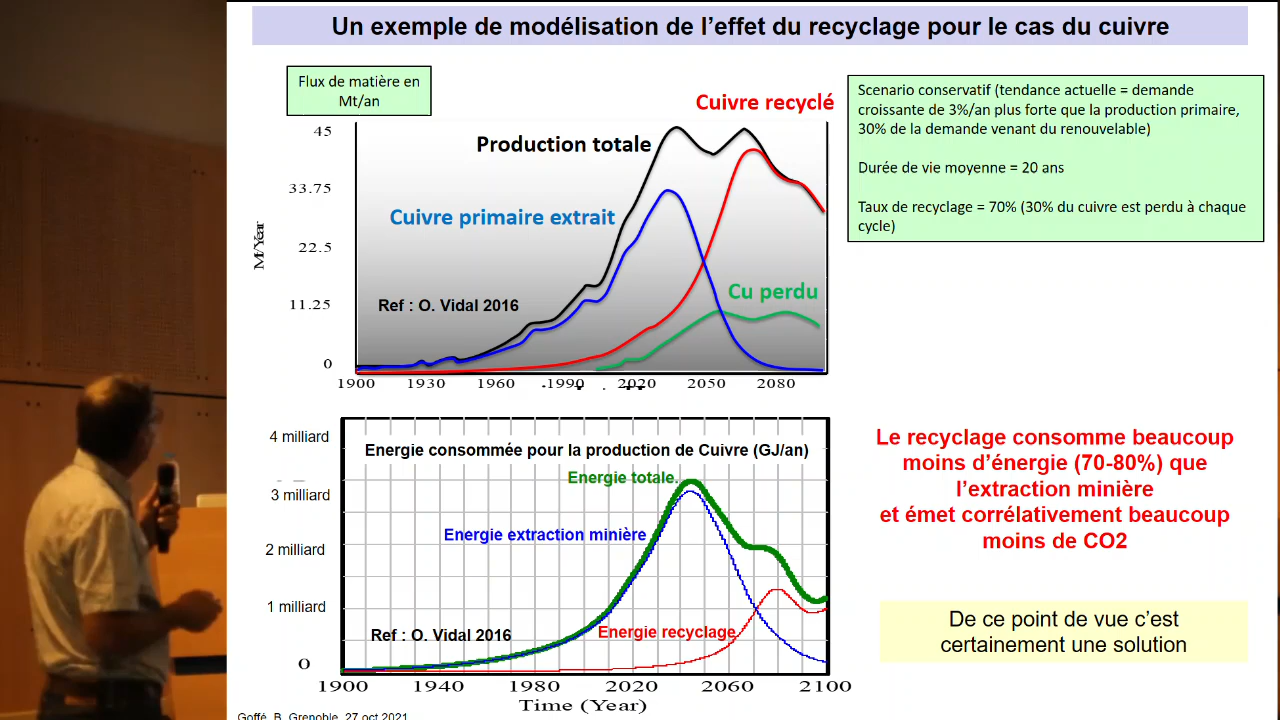 Un exemple de modélisation de l'effet du recyclage pour le cas du cuivre
Flux de matière en
Mt/an
Scenario conservatif (tendance actuelle = demande
croissante de 3%/an plus forte que la production primaire,
30% de la demande venant du renouvelable)
Durée de vie moyenne = 20 ans
Taux de recyclage = 70% (30% du cuivre est perdu à chaque
cycle)
Cuivre recyclé
Production totale
Cuivre primaire extrait
Cu perdu
Ref : O. Vidal 2016
Mt/Year
45
33.75
22.5
11.25
0
1900 1930 1960 1990 2020 2050 2080
Energie consommée pour la production de Cuivre (GJ/an)
Energie totale.
Energie extraction minière
Energie recyclage
Ref : O. Vidal 2016
4 milliard
3 milliard
2 milliard
1 milliard
0
1900 1940 1980 2020 2060 2100
Time (Year)
Le recyclage consomme beaucoup
moins d'énergie (70-80%) que
l'extraction minière
et émet corrélativement beaucoup
moins de CO2
De ce point de vue c'est
certainement une solution
Goffé, B. Grenoble, 27 oct 2021